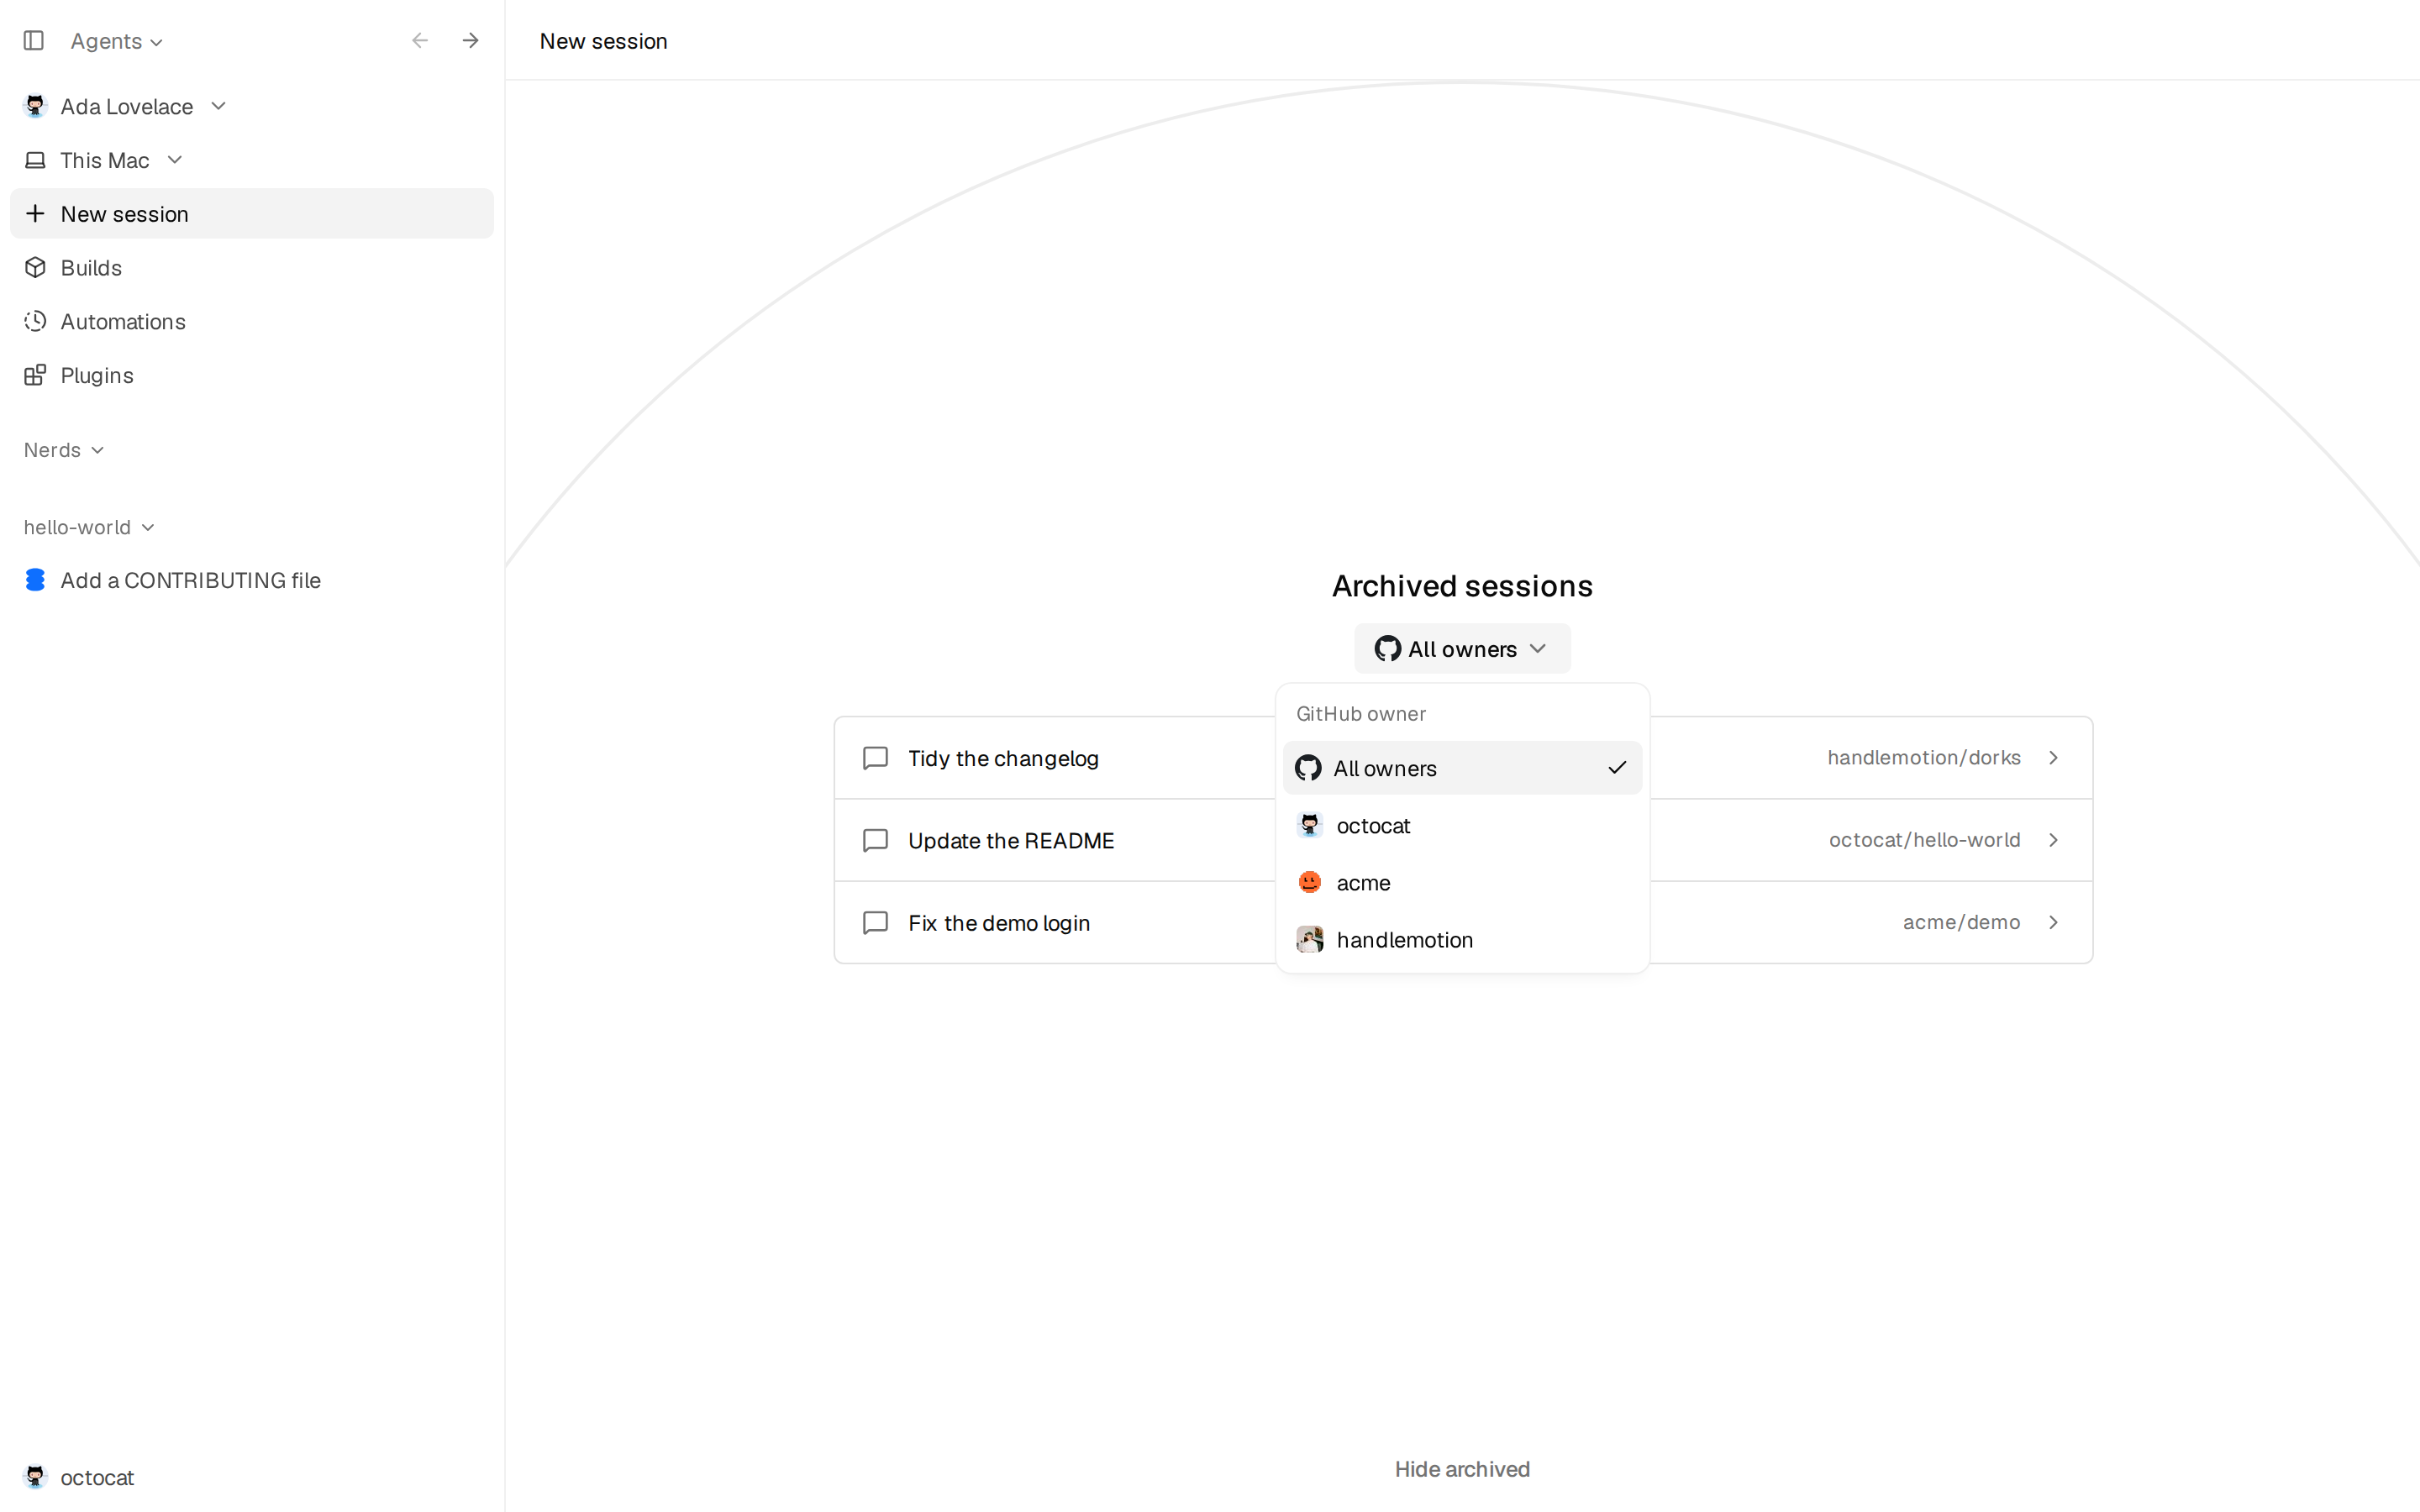 Agents
New session
Ada Lovelace
This Mac
New session
Builds
Automations
Plugins
Nerds
hello-world
Add a CONTRIBUTING file
octocat
Archived sessions
All owners
GitHub owner
All owners
octocat
acme
handlemotion
Tidy the changelog
handlemotion/dorks
Update the README
octocat/hello-world
Fix the demo login
acme/demo
Hide archived